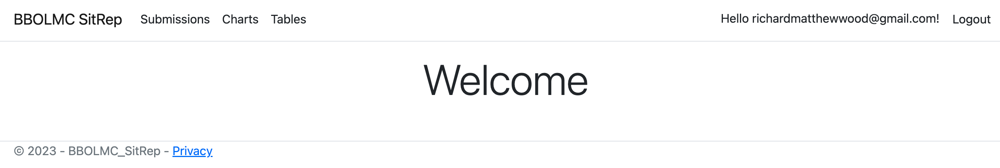 BBOLMC SitRep Submissions Charts Tables Hello richardmatthewwood@gmail.com! Logout
Welcome
© 2023 - BBOLMC_SitRep - Privacy